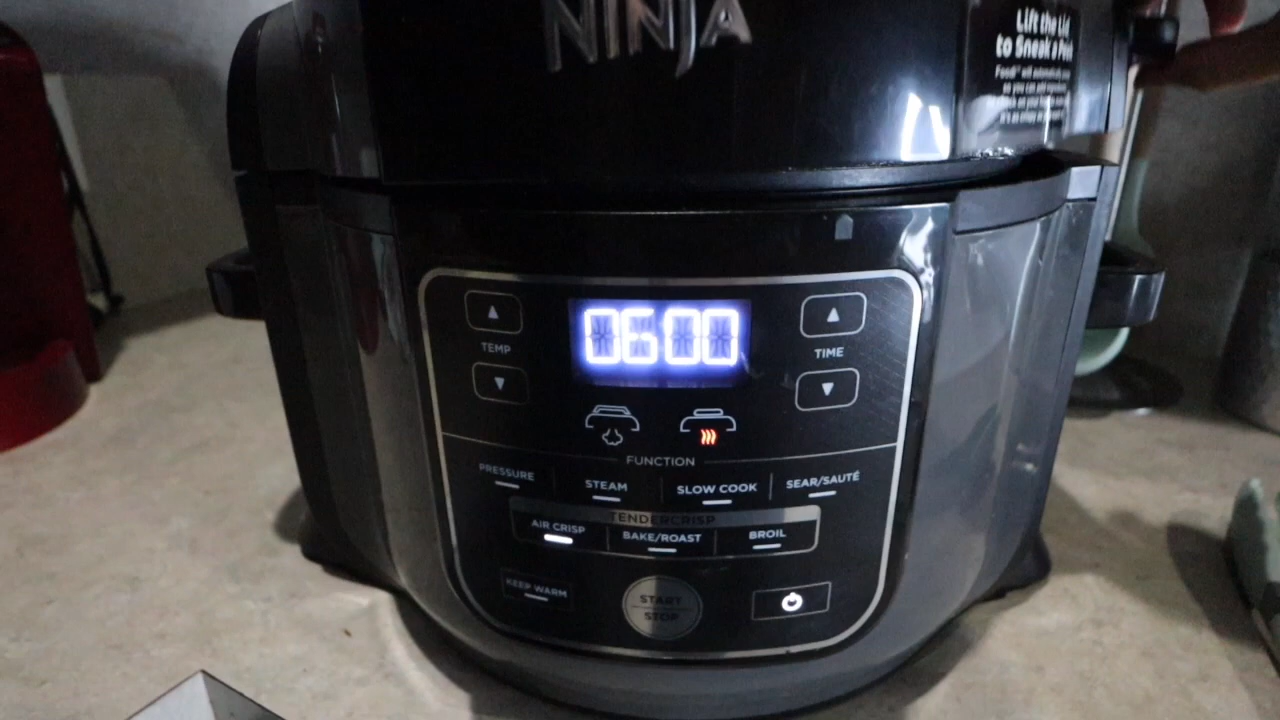 NINJA
Lift the Lid
to Sneak a Peek
TEMP
0600
TIME
FUNCTION
PRESSURE
STEAM
SLOW COOK
SEAR/SAUTÉ
TENDERCRISP
AIR CRISP
BAKE/ROAST
BROIL
KEEP WARM
START
STOP